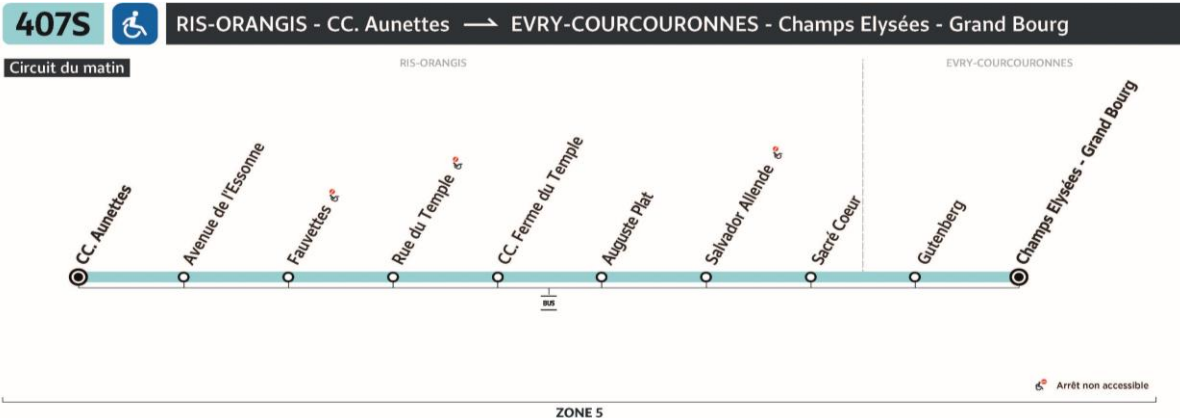 407S RIS-ORANGIS - CC. Aunettes → EVRY-COURCOURONNES - Champs Elysées - Grand Bourg
Circuit du matin
RIS-ORANGIS
EVRY-COURCOURONNES
CC. Aunettes
Avenue de l'Essonne
Fauvettes
Rue du Temple
CC. Ferme du Temple
Auguste Plat
Salvador Allende
Sacré Coeur
Gutenberg
Champs Elysées - Grand Bourg
BUS
Arrêt non accessible
ZONE 5